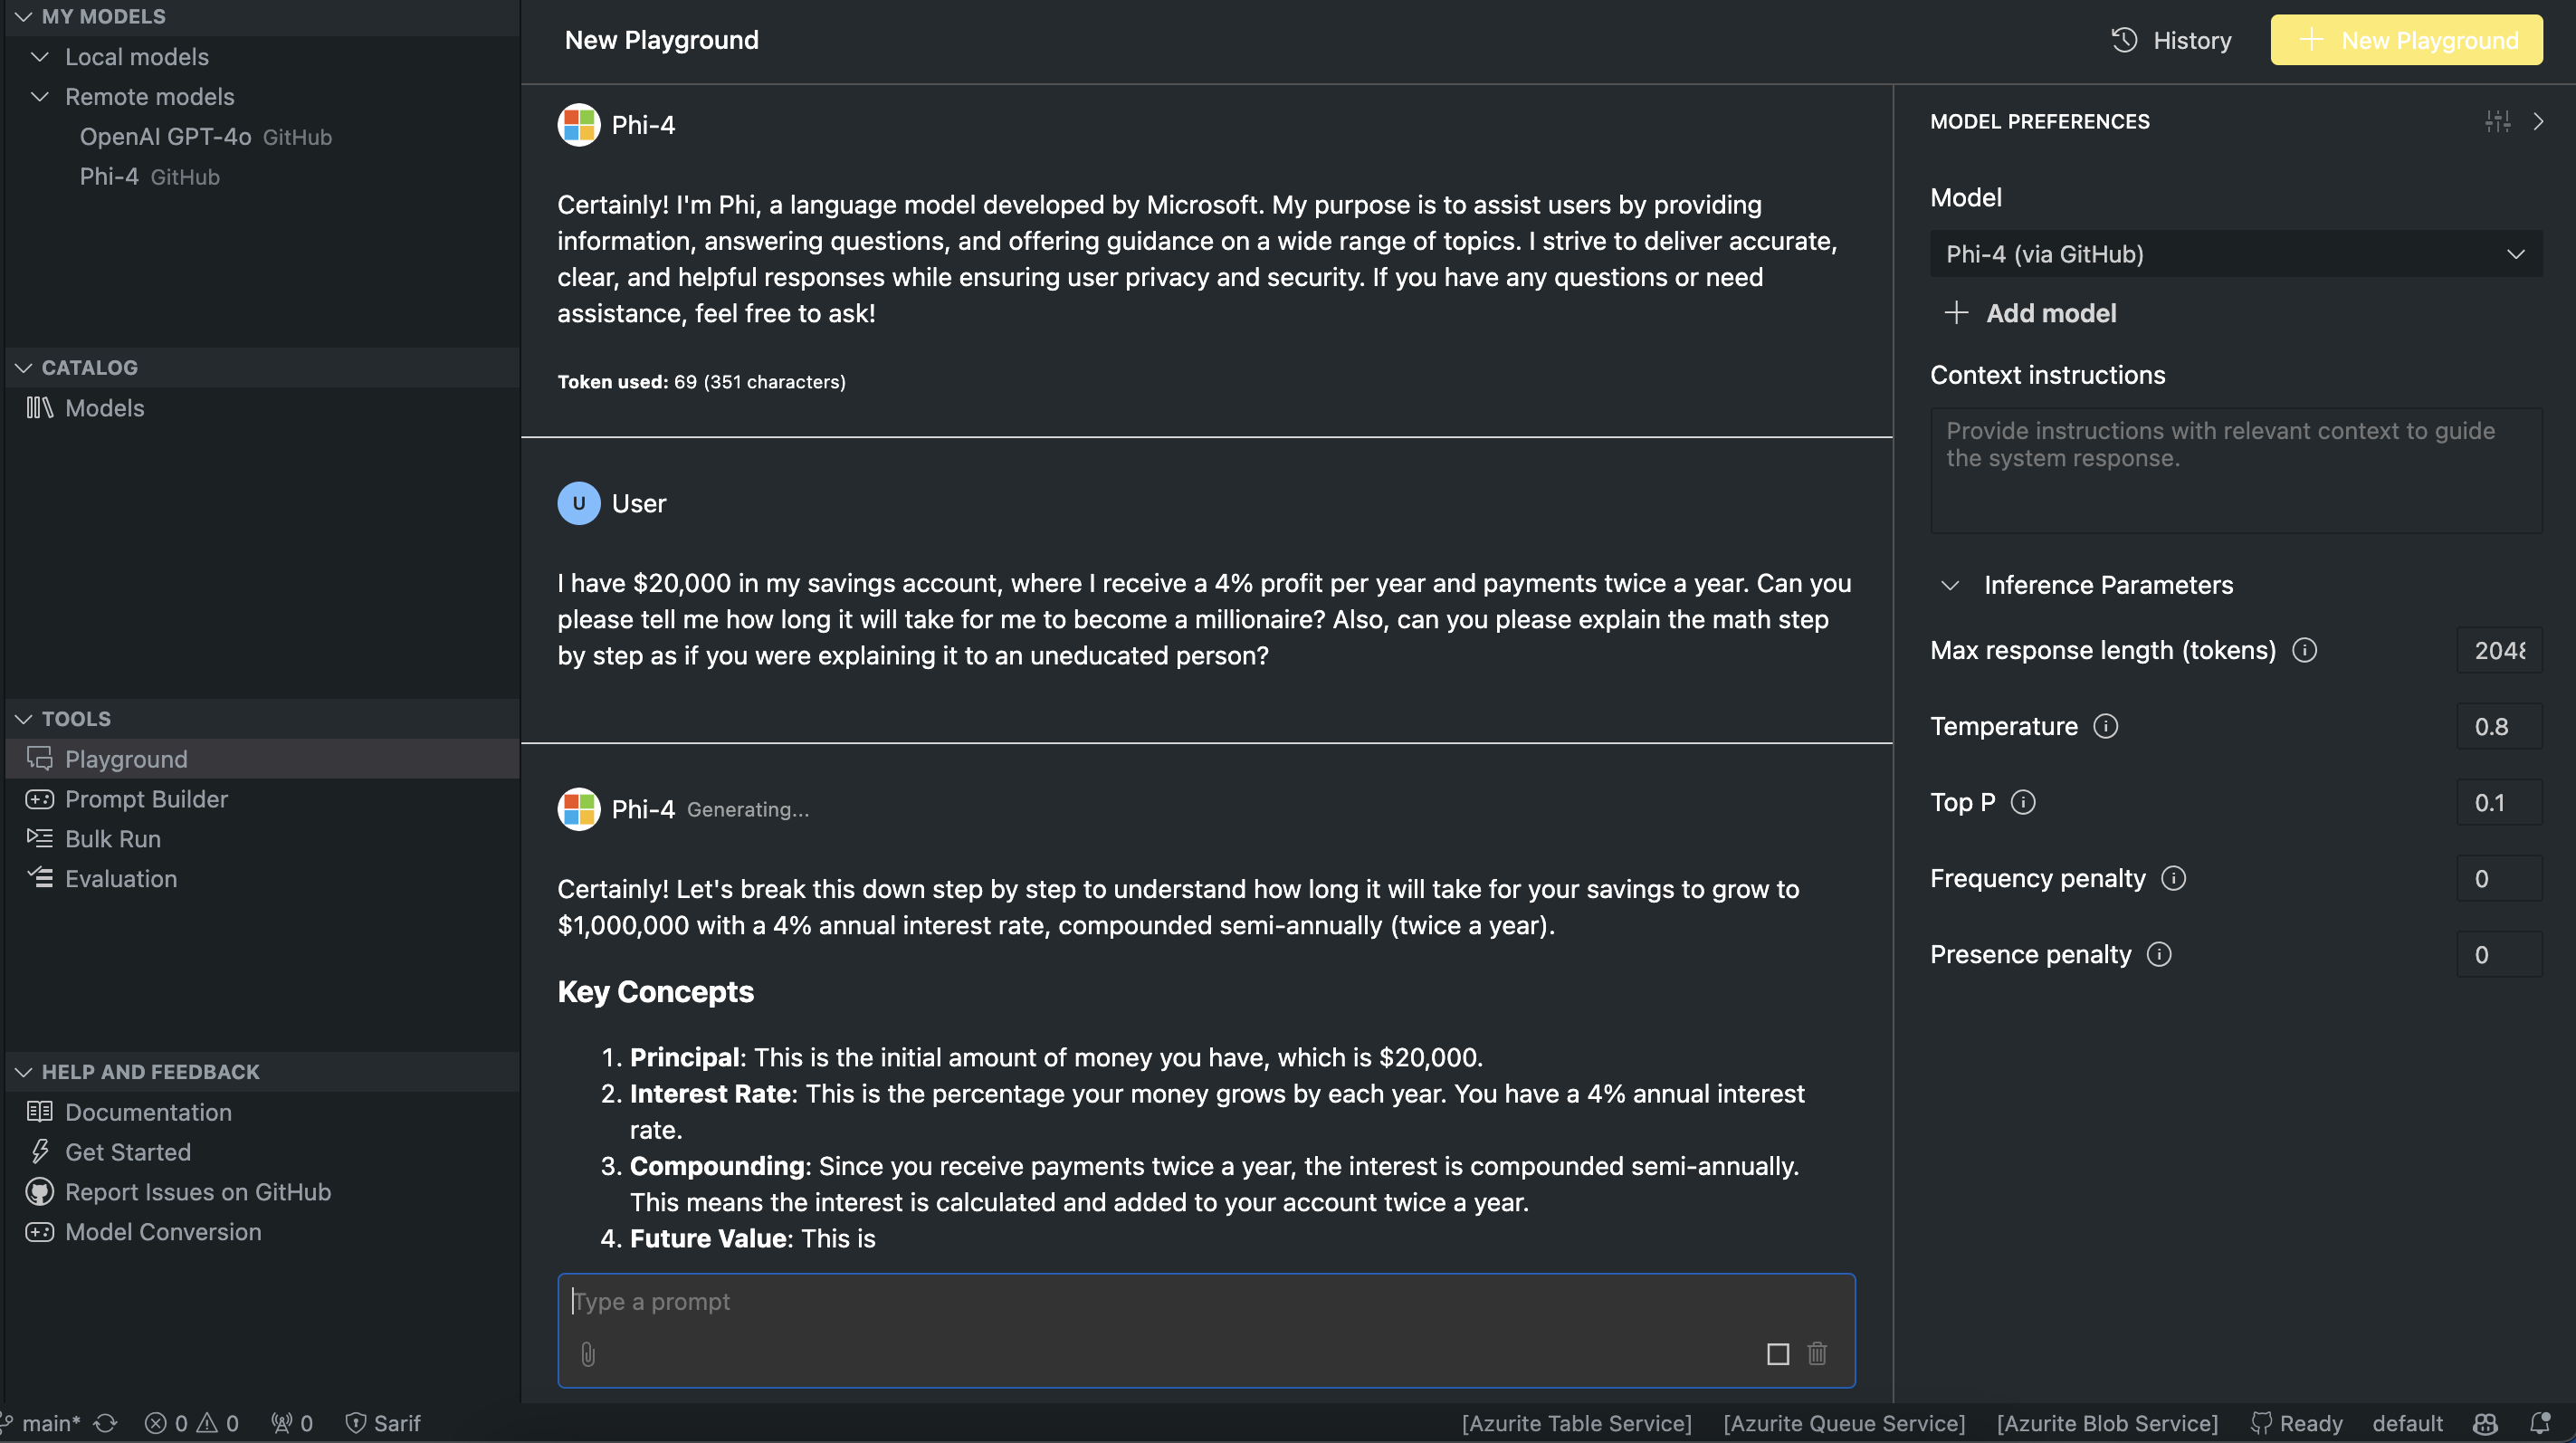 MY MODELS
Local models
Remote models
OpenAI GPT-4o GitHub
Phi-4 GitHub
CATALOG
Models
TOOLS
Playground
Prompt Builder
Bulk Run
Evaluation
HELP AND FEEDBACK
Documentation
Get Started
Report Issues on GitHub
Model Conversion
New Playground
History
New Playground
Phi-4
Certainly! I'm Phi, a language model developed by Microsoft. My purpose is to assist users by providing
information, answering questions, and offering guidance on a wide range of topics. I strive to deliver accurate,
clear, and helpful responses while ensuring user privacy and security. If you have any questions or need
assistance, feel free to ask!
Token used: 69 (351 characters)
U User
I have $20,000 in my savings account, where I receive a 4% profit per year and payments twice a year. Can you
please tell me how long it will take for me to become a millionaire? Also, can you please explain the math step
by step as if you were explaining it to an uneducated person?
Phi-4 Generating...
Certainly! Let's break this down step by step to understand how long it will take for your savings to grow to
$1,000,000 with a 4% annual interest rate, compounded semi-annually (twice a year).
Key Concepts
1. Principal: This is the initial amount of money you have, which is $20,000.
2. Interest Rate: This is the percentage your money grows by each year. You have a 4% annual interest
rate.
3. Compounding: Since you receive payments twice a year, the interest is compounded semi-annually.
This means the interest is calculated and added to your account twice a year.
4. Future Value: This is
Type a prompt
MODEL PREFERENCES
Model
Phi-4 (via GitHub)
Add model
Context instructions
Provide instructions with relevant context to guide
the system response.
Inference Parameters
Max response length (tokens) 2048
Temperature 0.8
Top P 0.1
Frequency penalty 0
Presence penalty 0
main* 0 0 0 Sarif
[Azurite Table Service] [Azurite Queue Service] [Azurite Blob Service] Ready default